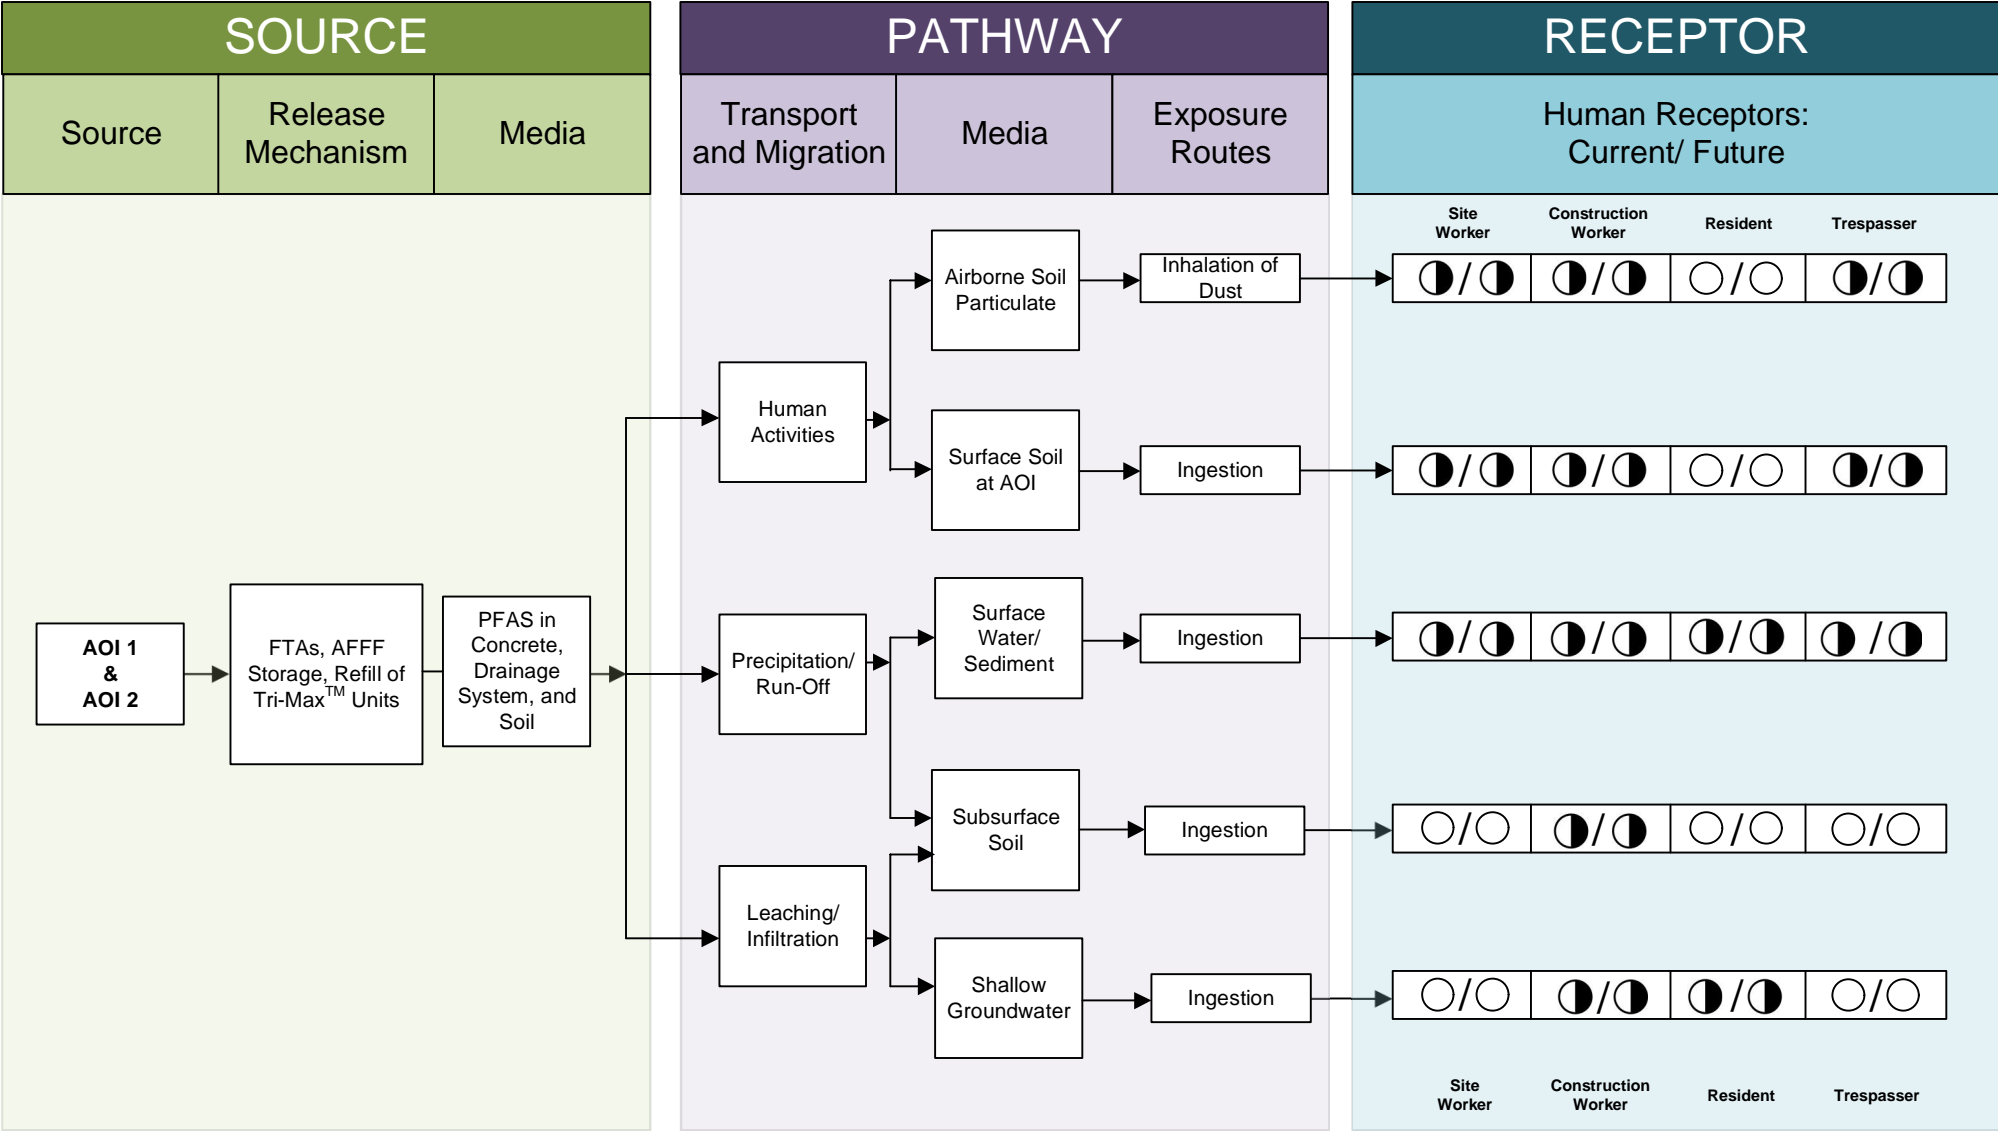 SOURCE
PATHWAY
RECEPTOR
Source
Release
Mechanism
Media
Transport
and Migration
Media
Exposure
Routes
Human Receptors:
Current/ Future
Site
Worker
Construction
Worker
Resident
Trespasser
Airborne Soil
Particulate
Inhalation of
Dust
/
/
/
/
Human
Activities
Surface Soil
at AOI
Ingestion
/
/
/
/
AOI 1
&
AOI 2
FTAs, AFFF
Storage, Refill of
Tri-Max™ Units
PFAS in
Concrete,
Drainage
System, and
Soil
Precipitation/
Run-Off
Surface
Water/
Sediment
Ingestion
/
/
/
/
Subsurface
Soil
Ingestion
/
/
/
/
Leaching/
Infiltration
Shallow
Groundwater
Ingestion
/
/
/
/
Site
Worker
Construction
Worker
Resident
Trespasser